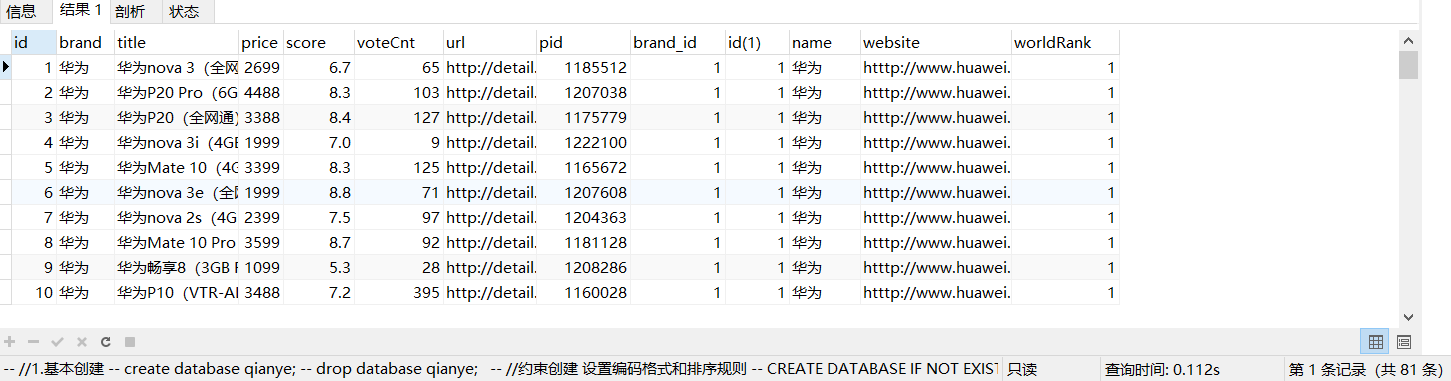 信息 结果 1 剖析 状态
id brand title price score voteCnt url pid brand_id id(1) name website worldRank
1 华为 华为nova 3（全网 2699 6.7 65 http://detail. 1185512 1 1 华为 htttp://www.huawei. 1
2 华为 华为P20 Pro（6G 4488 8.3 103 http://detail. 1207038 1 1 华为 htttp://www.huawei. 1
3 华为 华为P20（全网通） 3388 8.4 127 http://detail. 1175779 1 1 华为 htttp://www.huawei. 1
4 华为 华为nova 3i（4GB 1999 7.0 9 http://detail. 1222100 1 1 华为 htttp://www.huawei. 1
5 华为 华为Mate 10（4G 3399 8.3 125 http://detail. 1165672 1 1 华为 htttp://www.huawei. 1
6 华为 华为nova 3e（全网 1999 8.8 71 http://detail. 1207608 1 1 华为 htttp://www.huawei. 1
7 华为 华为nova 2s（4G 2399 7.5 97 http://detail. 1204363 1 1 华为 htttp://www.huawei. 1
8 华为 华为Mate 10 Pro 3599 8.7 92 http://detail. 1181128 1 1 华为 htttp://www.huawei. 1
9 华为 华为畅享8（3GB R 1099 5.3 28 http://detail. 1208286 1 1 华为 htttp://www.huawei. 1
10 华为 华为P10（VTR-Al 3488 7.2 395 http://detail. 1160028 1 1 华为 htttp://www.huawei. 1
-- //1.基本创建 -- create database qianye; -- drop database qianye; -- //约束创建 设置编码格式和排序规则 -- CREATE DATABASE IF NOT EXIST 只读 查询时间: 0.112s 第 1 条记录（共 81 条）